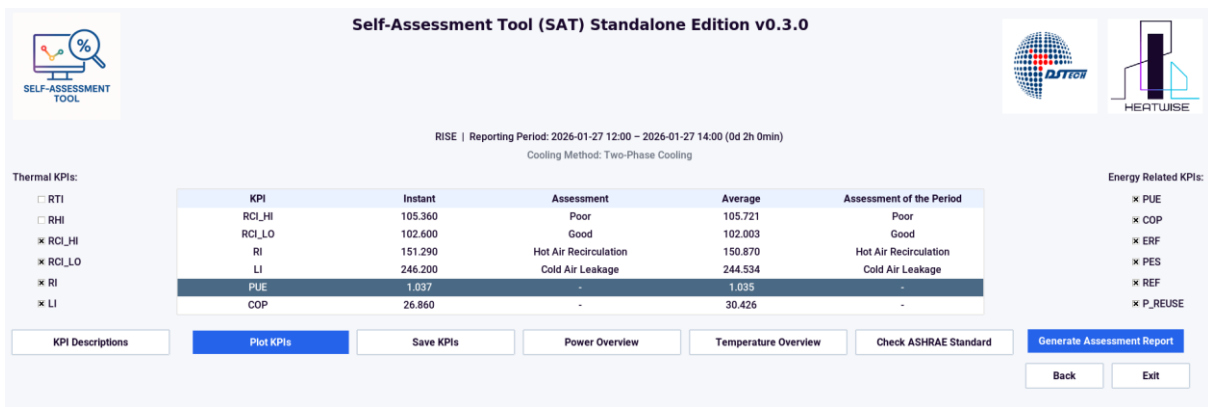 Self-Assessment Tool (SAT) Standalone Edition v0.3.0
%
SELF-ASSESSMENT
TOOL
DSTECH
HEATWISE
RISE | Reporting Period: 2026-01-27 12:00 – 2026-01-27 14:00 (0d 2h 0min)
Cooling Method: Two-Phase Cooling
Thermal KPIs:
RTI
RHI
RCI_HI
RCI_LO
RI
LI
KPI Instant Assessment Average Assessment of the Period
RCI_HI 105.360 Poor 105.721 Poor
RCI_LO 102.600 Good 102.003 Good
RI 151.290 Hot Air Recirculation 150.870 Hot Air Recirculation
LI 246.200 Cold Air Leakage 244.534 Cold Air Leakage
PUE 1.037 - 1.035 -
COP 26.860 - 30.426 -
Energy Related KPIs:
PUE
COP
ERF
PES
REF
P_REUSE
KPI Descriptions
Plot KPIs
Save KPIs
Power Overview
Temperature Overview
Check ASHRAE Standard
Generate Assessment Report
Back
Exit